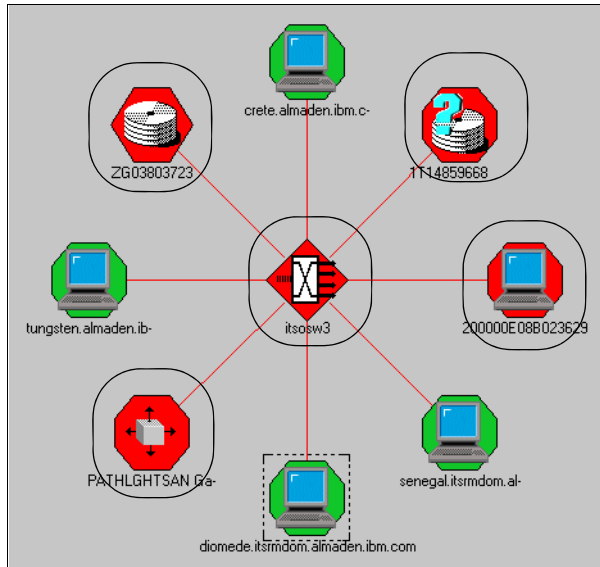 crete.almaden.ibm.c-
ZG03803723
1T14859668
tungsten.almaden.ib-
itsosw3
200000E08B023629
PATHLGHTSAN Ga-
senegal.itsrmdom.al-
diomede.itsrmdom.almaden.ibm.com